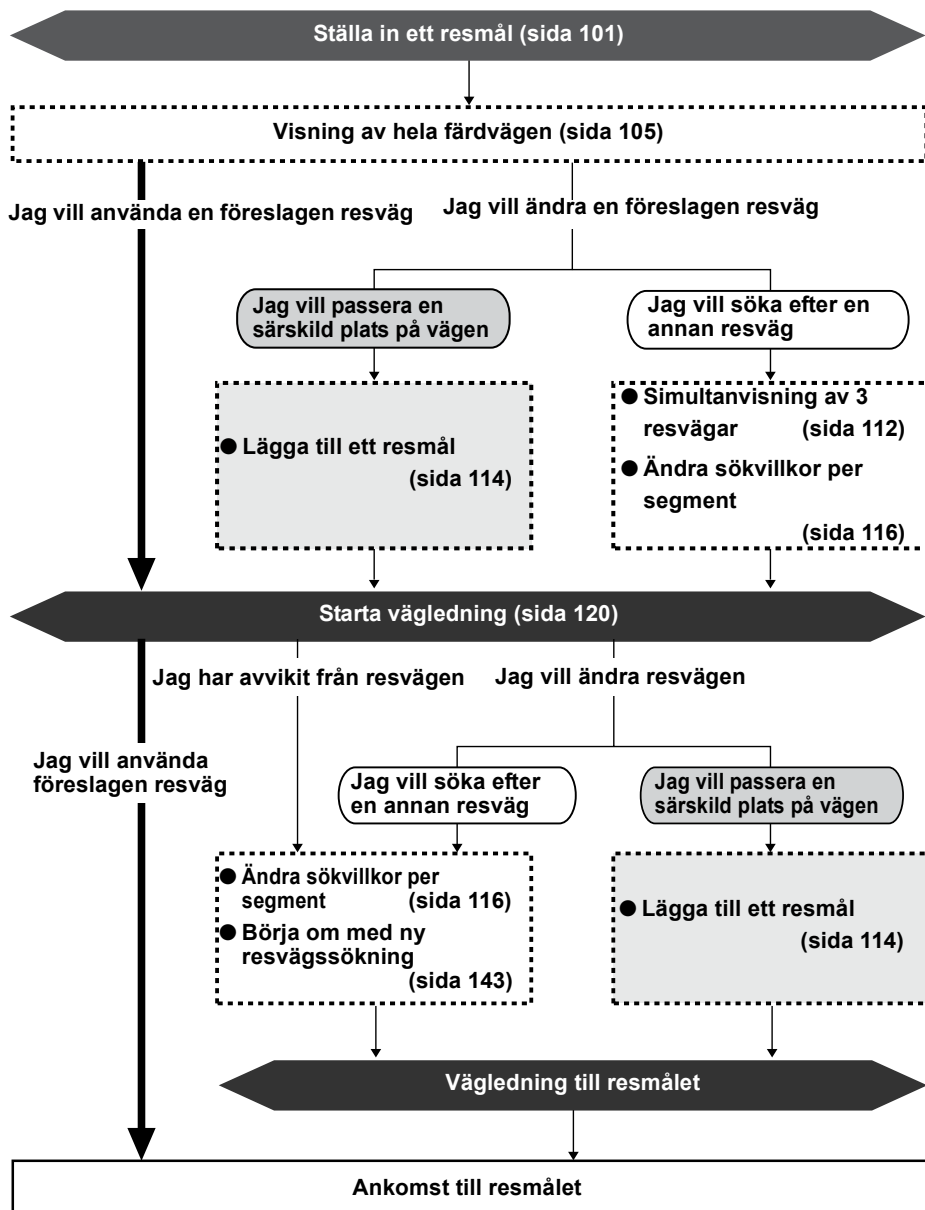 Ställa in ett resmål (sida 101)
Visning av hela färdvägen (sida 105)
Jag vill använda en föreslagen resväg
Jag vill ändra en föreslagen resväg
Jag vill passera en
särskild plats på vägen
Jag vill söka efter en
annan resväg
● Lägga till ett resmål
(sida 114)
● Simultanvisning av 3
resvägar (sida 112)
● Ändra sökvillkor per
segment
(sida 116)
Starta vägledning (sida 120)
Jag har avvikit från resvägen
Jag vill ändra resvägen
Jag vill använda
föreslagen resväg
Jag vill söka efter
en annan resväg
Jag vill passera en
särskild plats på vägen
● Ändra sökvillkor per
segment (sida 116)
● Börja om med ny
resvägssökning
(sida 143)
● Lägga till ett resmål
(sida 114)
Vägledning till resmålet
Ankomst till resmålet